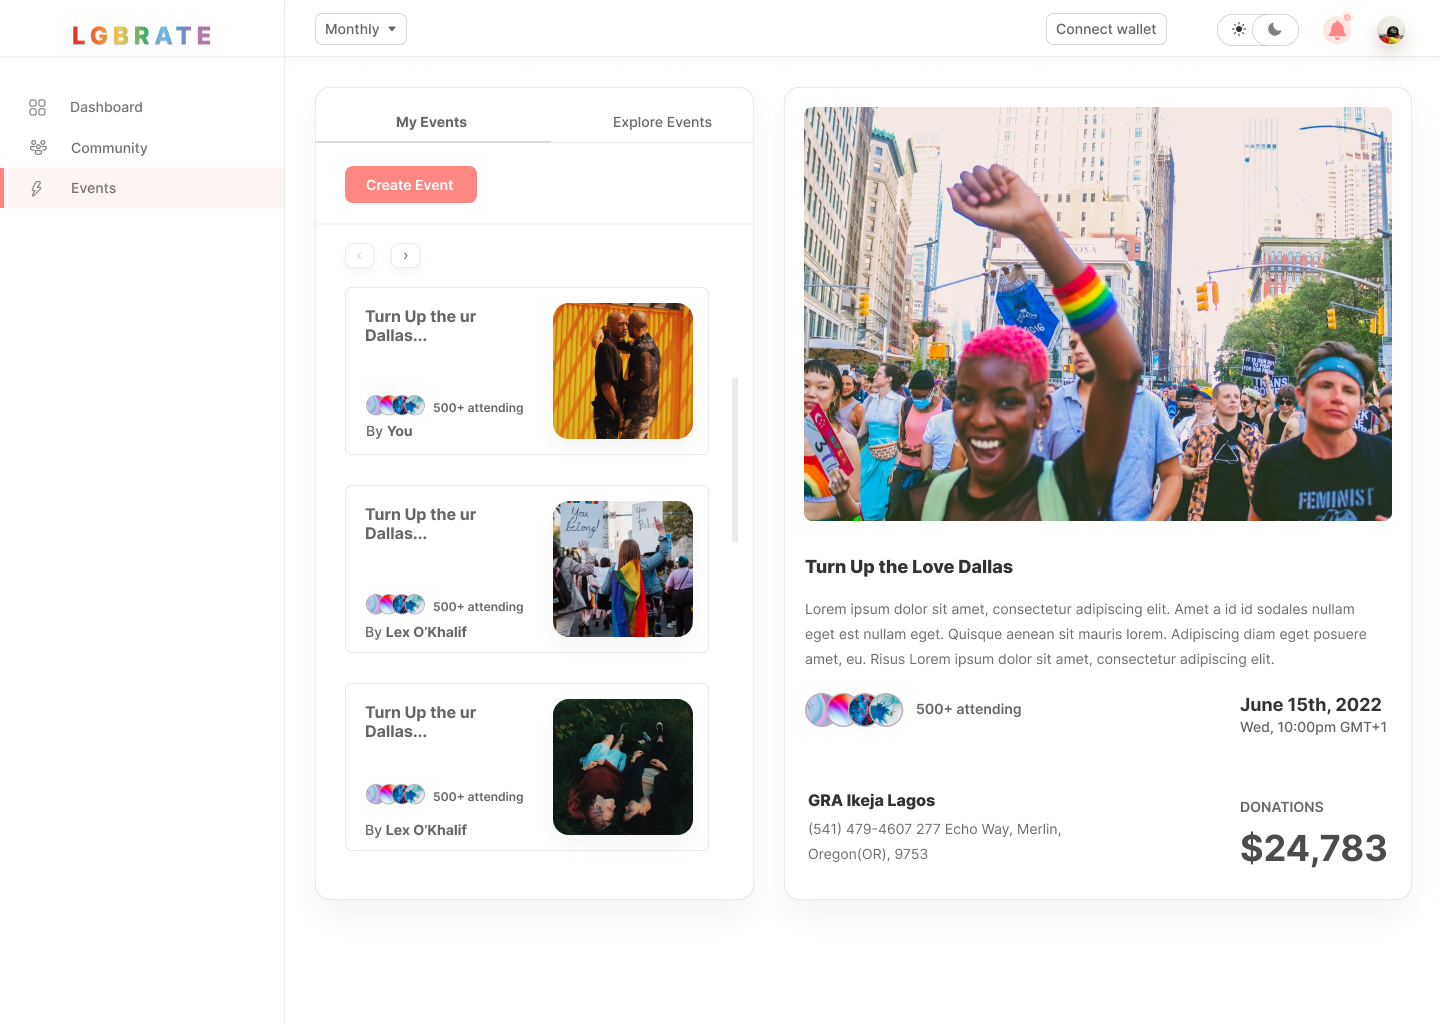 LGBRATE
Monthly
Connect wallet
Dashboard
Community
Events
My Events
Explore Events
Create Event
Turn Up the ur
Dallas...
500+ attending
By You
Turn Up the ur
Dallas...
You
belong!
500+ attending
By Lex O’Khalif
Turn Up the ur
Dallas...
500+ attending
By Lex O’Khalif
2016
FEMINIST
Turn Up the Love Dallas
Lorem ipsum dolor sit amet, consectetur adipiscing elit. Amet a id id sodales nullam
eget est nullam eget. Quisque aenean sit mauris lorem. Adipiscing diam eget posuere
amet, eu. Risus Lorem ipsum dolor sit amet, consectetur adipiscing elit.
500+ attending
June 15th, 2022
Wed, 10:00pm GMT+1
GRA Ikeja Lagos
(541) 479-4607 277 Echo Way, Merlin,
Oregon(OR), 9753
DONATIONS
$24,783